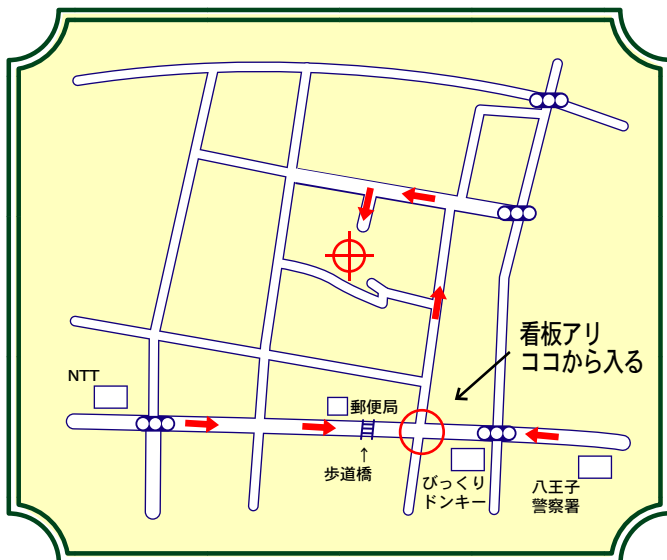 看板アリ
ココから入る
NTT
郵便局
↑
歩道橋
びっくり
ドンキー
八王子
警察署